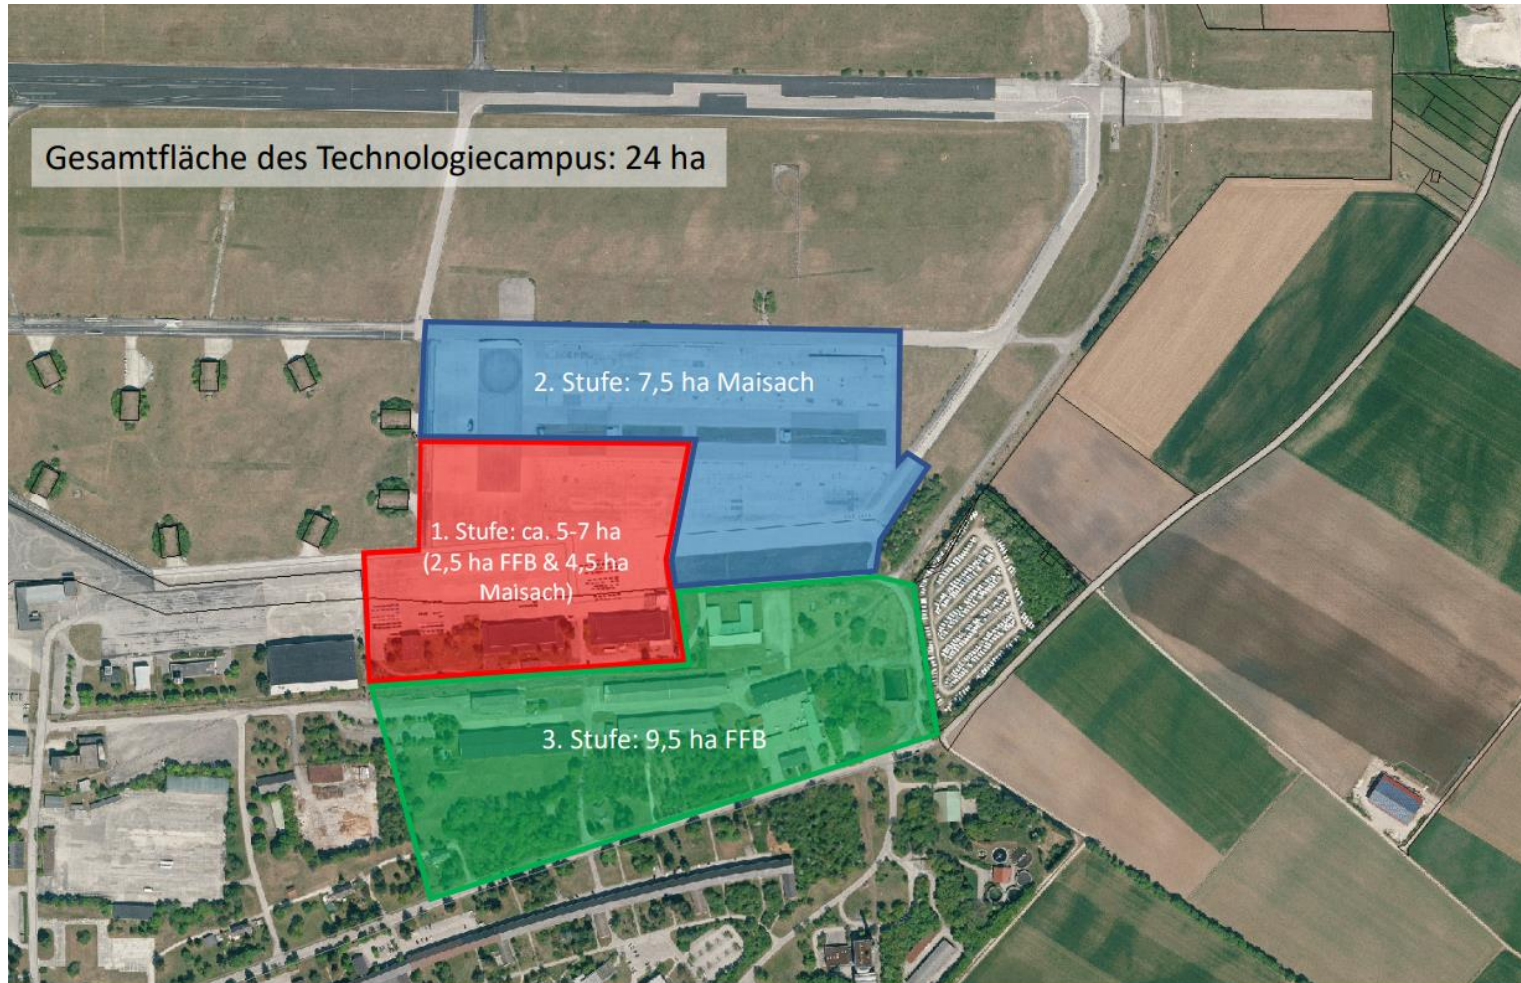 Gesamtfläche des Technologiecampus: 24 ha
2. Stufe: 7,5 ha Maisach
1. Stufe: ca. 5-7 ha
(2,5 ha FFB & 4,5 ha
Maisach)
3. Stufe: 9,5 ha FFB